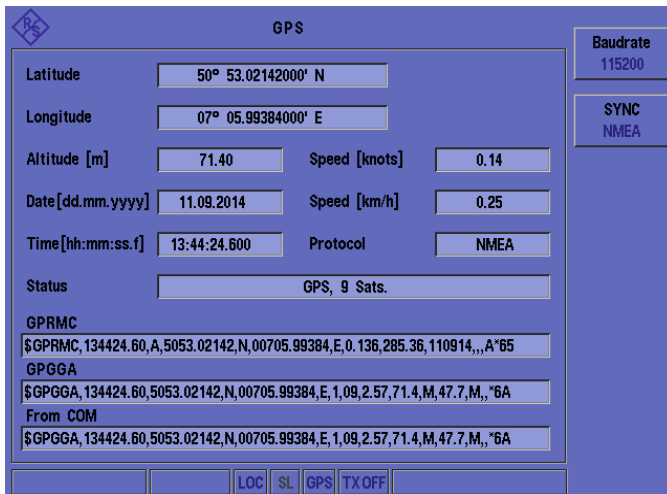 R&S
GPS
Baudrate
115200
SYNC
NMEA
Latitude 50° 53.02142000' N
Longitude 07° 05.99384000' E
Altitude [m] 71.40 Speed [knots] 0.14
Date[dd.mm.yyyy] 11.09.2014 Speed [km/h] 0.25
Time[hh:mm:ss.f] 13:44:24.600 Protocol NMEA
Status GPS, 9 Sats.
GPRMC
$GPRMC,134424.60,A,5053.02142,N,00705.99384,E,0.136,285.36,110914,,,A*65
GPGGA
$GPGGA,134424.60,5053.02142,N,00705.99384,E,1,09,2.57,71.4,M,47.7,M,,*6A
From COM
$GPGGA,134424.60,5053.02142,N,00705.99384,E,1,09,2.57,71.4,M,47.7,M,,*6A
LOC SL GPS TX OFF